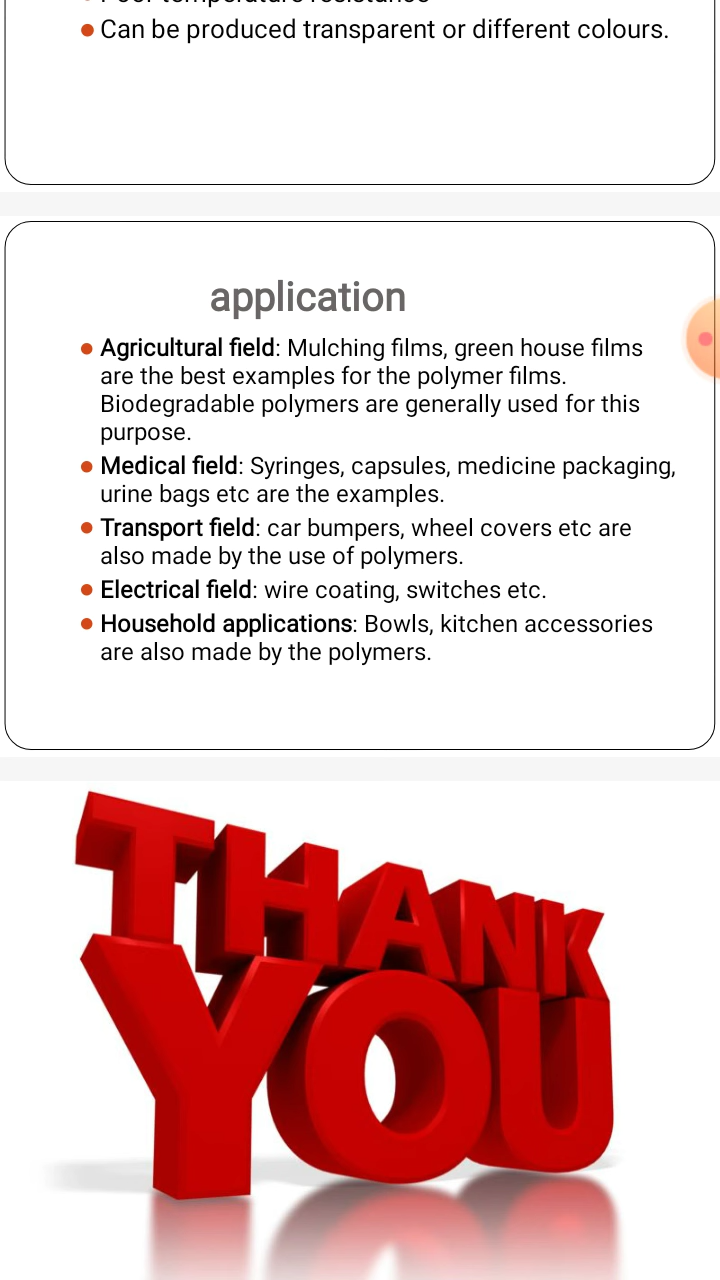 Poor temperature resistance
Can be produced transparent or different colours.
application
Agricultural field: Mulching films, green house films
are the best examples for the polymer films.
Biodegradable polymers are generally used for this
purpose.
Medical field: Syringes, capsules, medicine packaging,
urine bags etc are the examples.
Transport field: car bumpers, wheel covers etc are
also made by the use of polymers.
Electrical field: wire coating, switches etc.
Household applications: Bowls, kitchen accessories
are also made by the polymers.
THANK
YOU